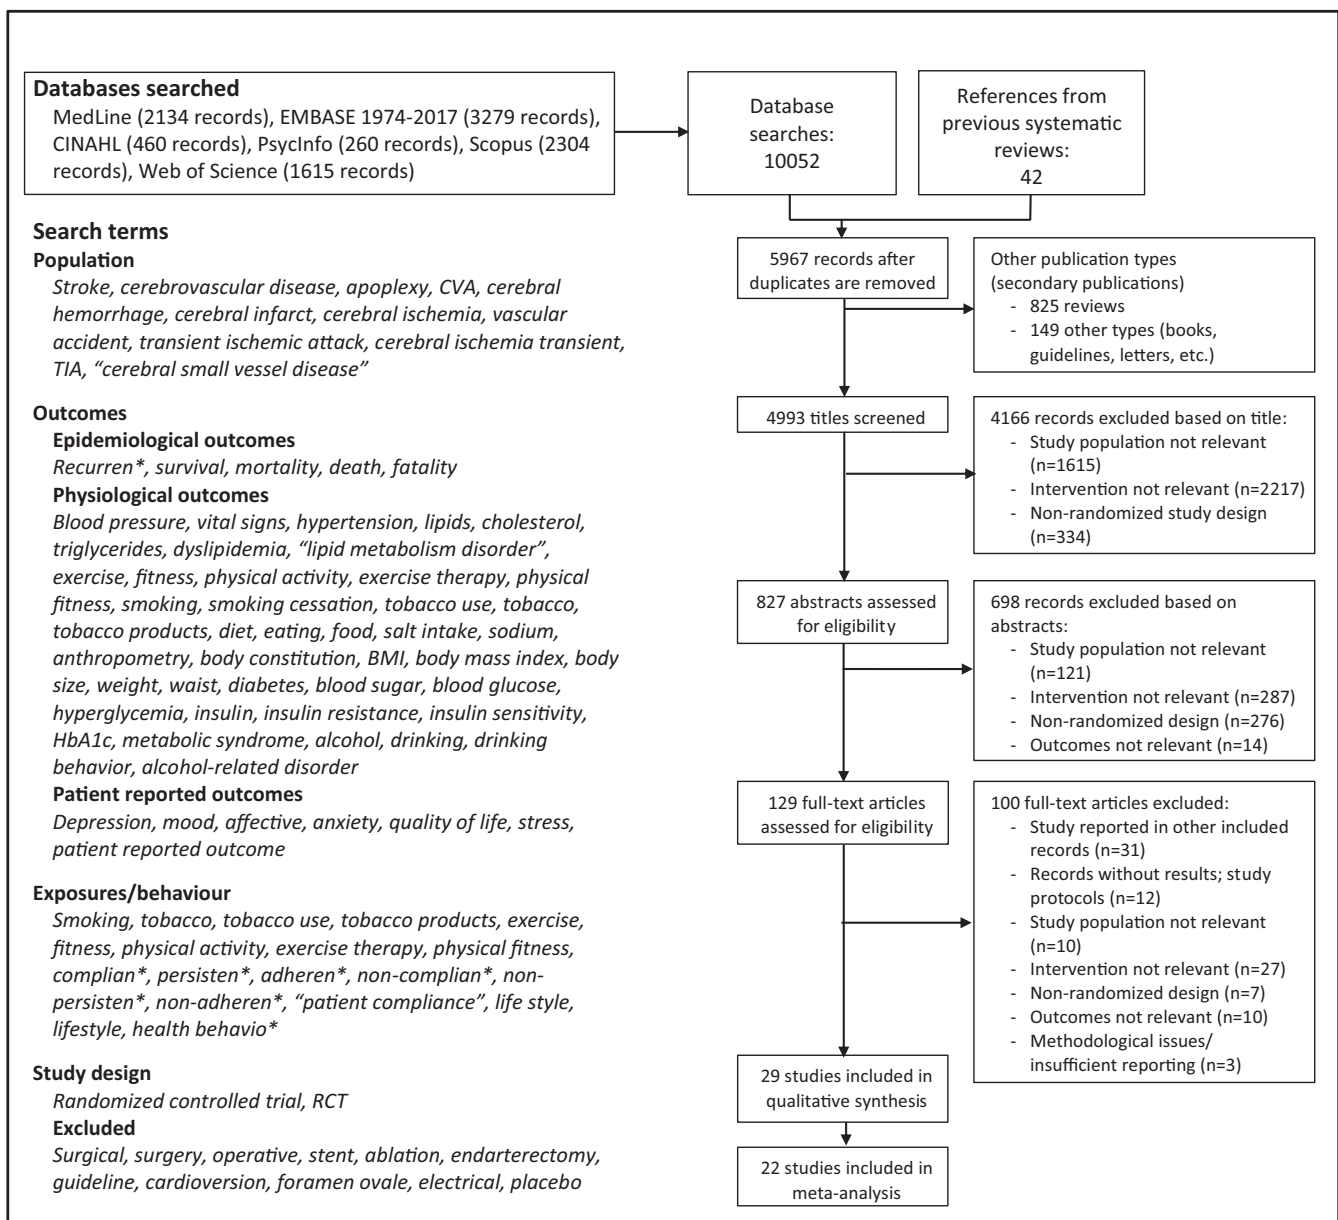 Databases searched
MedLine (2134 records), EMBASE 1974-2017 (3279 records),
CINAHL (460 records), PsycInfo (260 records), Scopus (2304
records), Web of Science (1615 records)
Database
searches:
10052
References from
previous systematic
reviews:
42
Search terms
Population
Stroke, cerebrovascular disease, apoplexy, CVA, cerebral
hemorrhage, cerebral infarct, cerebral ischemia, vascular
accident, transient ischemic attack, cerebral ischemia transient,
TIA, “cerebral small vessel disease”
Outcomes
Epidemiological outcomes
Recurren*, survival, mortality, death, fatality
Physiological outcomes
Blood pressure, vital signs, hypertension, lipids, cholesterol,
triglycerides, dyslipidemia, “lipid metabolism disorder”,
exercise, fitness, physical activity, exercise therapy, physical
fitness, smoking, smoking cessation, tobacco use, tobacco,
tobacco products, diet, eating, food, salt intake, sodium,
anthropometry, body constitution, BMI, body mass index, body
size, weight, waist, diabetes, blood sugar, blood glucose,
hyperglycemia, insulin, insulin resistance, insulin sensitivity,
HbA1c, metabolic syndrome, alcohol, drinking, drinking
behavior, alcohol-related disorder
Patient reported outcomes
Depression, mood, affective, anxiety, quality of life, stress,
patient reported outcome
Exposures/behaviour
Smoking, tobacco, tobacco use, tobacco products, exercise,
fitness, physical activity, exercise therapy, physical fitness,
complian*, persisten*, adheren*, non-complian*, non-
persisten*, non-adheren*, “patient compliance”, life style,
lifestyle, health behavio*
Study design
Randomized controlled trial, RCT
Excluded
Surgical, surgery, operative, stent, ablation, endarterectomy,
guideline, cardioversion, foramen ovale, electrical, placebo
5967 records after
duplicates are removed
Other publication types
(secondary publications)
- 825 reviews
- 149 other types (books,
guidelines, letters, etc.)
4993 titles screened
4166 records excluded based on title:
- Study population not relevant
(n=1615)
- Intervention not relevant (n=2217)
- Non-randomized study design
(n=334)
827 abstracts assessed
for eligibility
698 records excluded based on
abstracts:
- Study population not relevant
(n=121)
- Intervention not relevant (n=287)
- Non-randomized design (n=276)
- Outcomes not relevant (n=14)
129 full-text articles
assessed for eligibility
100 full-text articles excluded:
- Study reported in other included
records (n=31)
- Records without results; study
protocols (n=12)
- Study population not relevant
(n=10)
- Intervention not relevant (n=27)
- Non-randomized design (n=7)
- Outcomes not relevant (n=10)
- Methodological issues/
insufficient reporting (n=3)
29 studies included in
qualitative synthesis
22 studies included in
meta-analysis